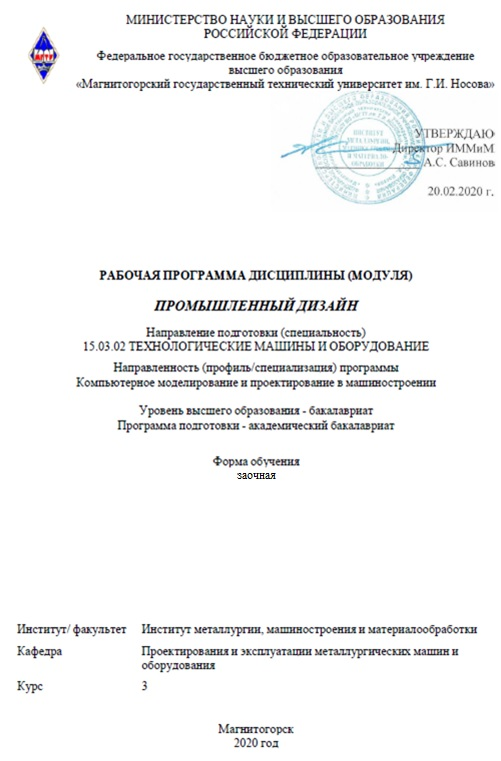 МИНИСТЕРСТВО НАУКИ И ВЫСШЕГО ОБРАЗОВАНИЯ
РОССИЙСКОЙ ФЕДЕРАЦИИ
Федеральное государственное бюджетное образовательное учреждение
высшего образования
«Магнитогорский государственный технический университет им. Г.И. Носова»
МГТУ
УТВЕРЖДАЮ
Директор ИММиМ
А.С. Савинов
20.02.2020 г.
РАБОЧАЯ ПРОГРАММА ДИСЦИПЛИНЫ (МОДУЛЯ)
ПРОМЫШЛЕННЫЙ ДИЗАЙН
Направление подготовки (специальность)
15.03.02 ТЕХНОЛОГИЧЕСКИЕ МАШИНЫ И ОБОРУДОВАНИЕ
Направленность (профиль/специализация) программы
Компьютерное моделирование и проектирование в машиностроении
Уровень высшего образования - бакалавриат
Программа подготовки - академический бакалавриат
Форма обучения
заочная
Институт/ факультет Институт металлургии, машиностроения и материалообработки
Кафедра Проектирования и эксплуатации металлургических машин и
оборудования
Курс 3
Магнитогорск
2020 год